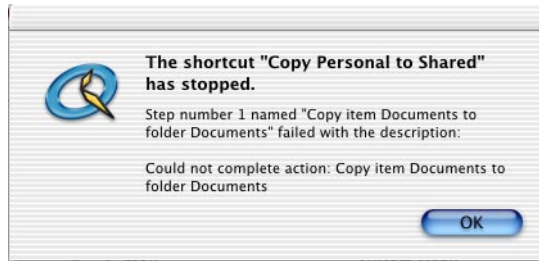 The shortcut "Copy Personal to Shared"
has stopped.
Step number 1 named "Copy item Documents to
folder Documents" failed with the description:
Could not complete action: Copy item Documents to
folder Documents
OK